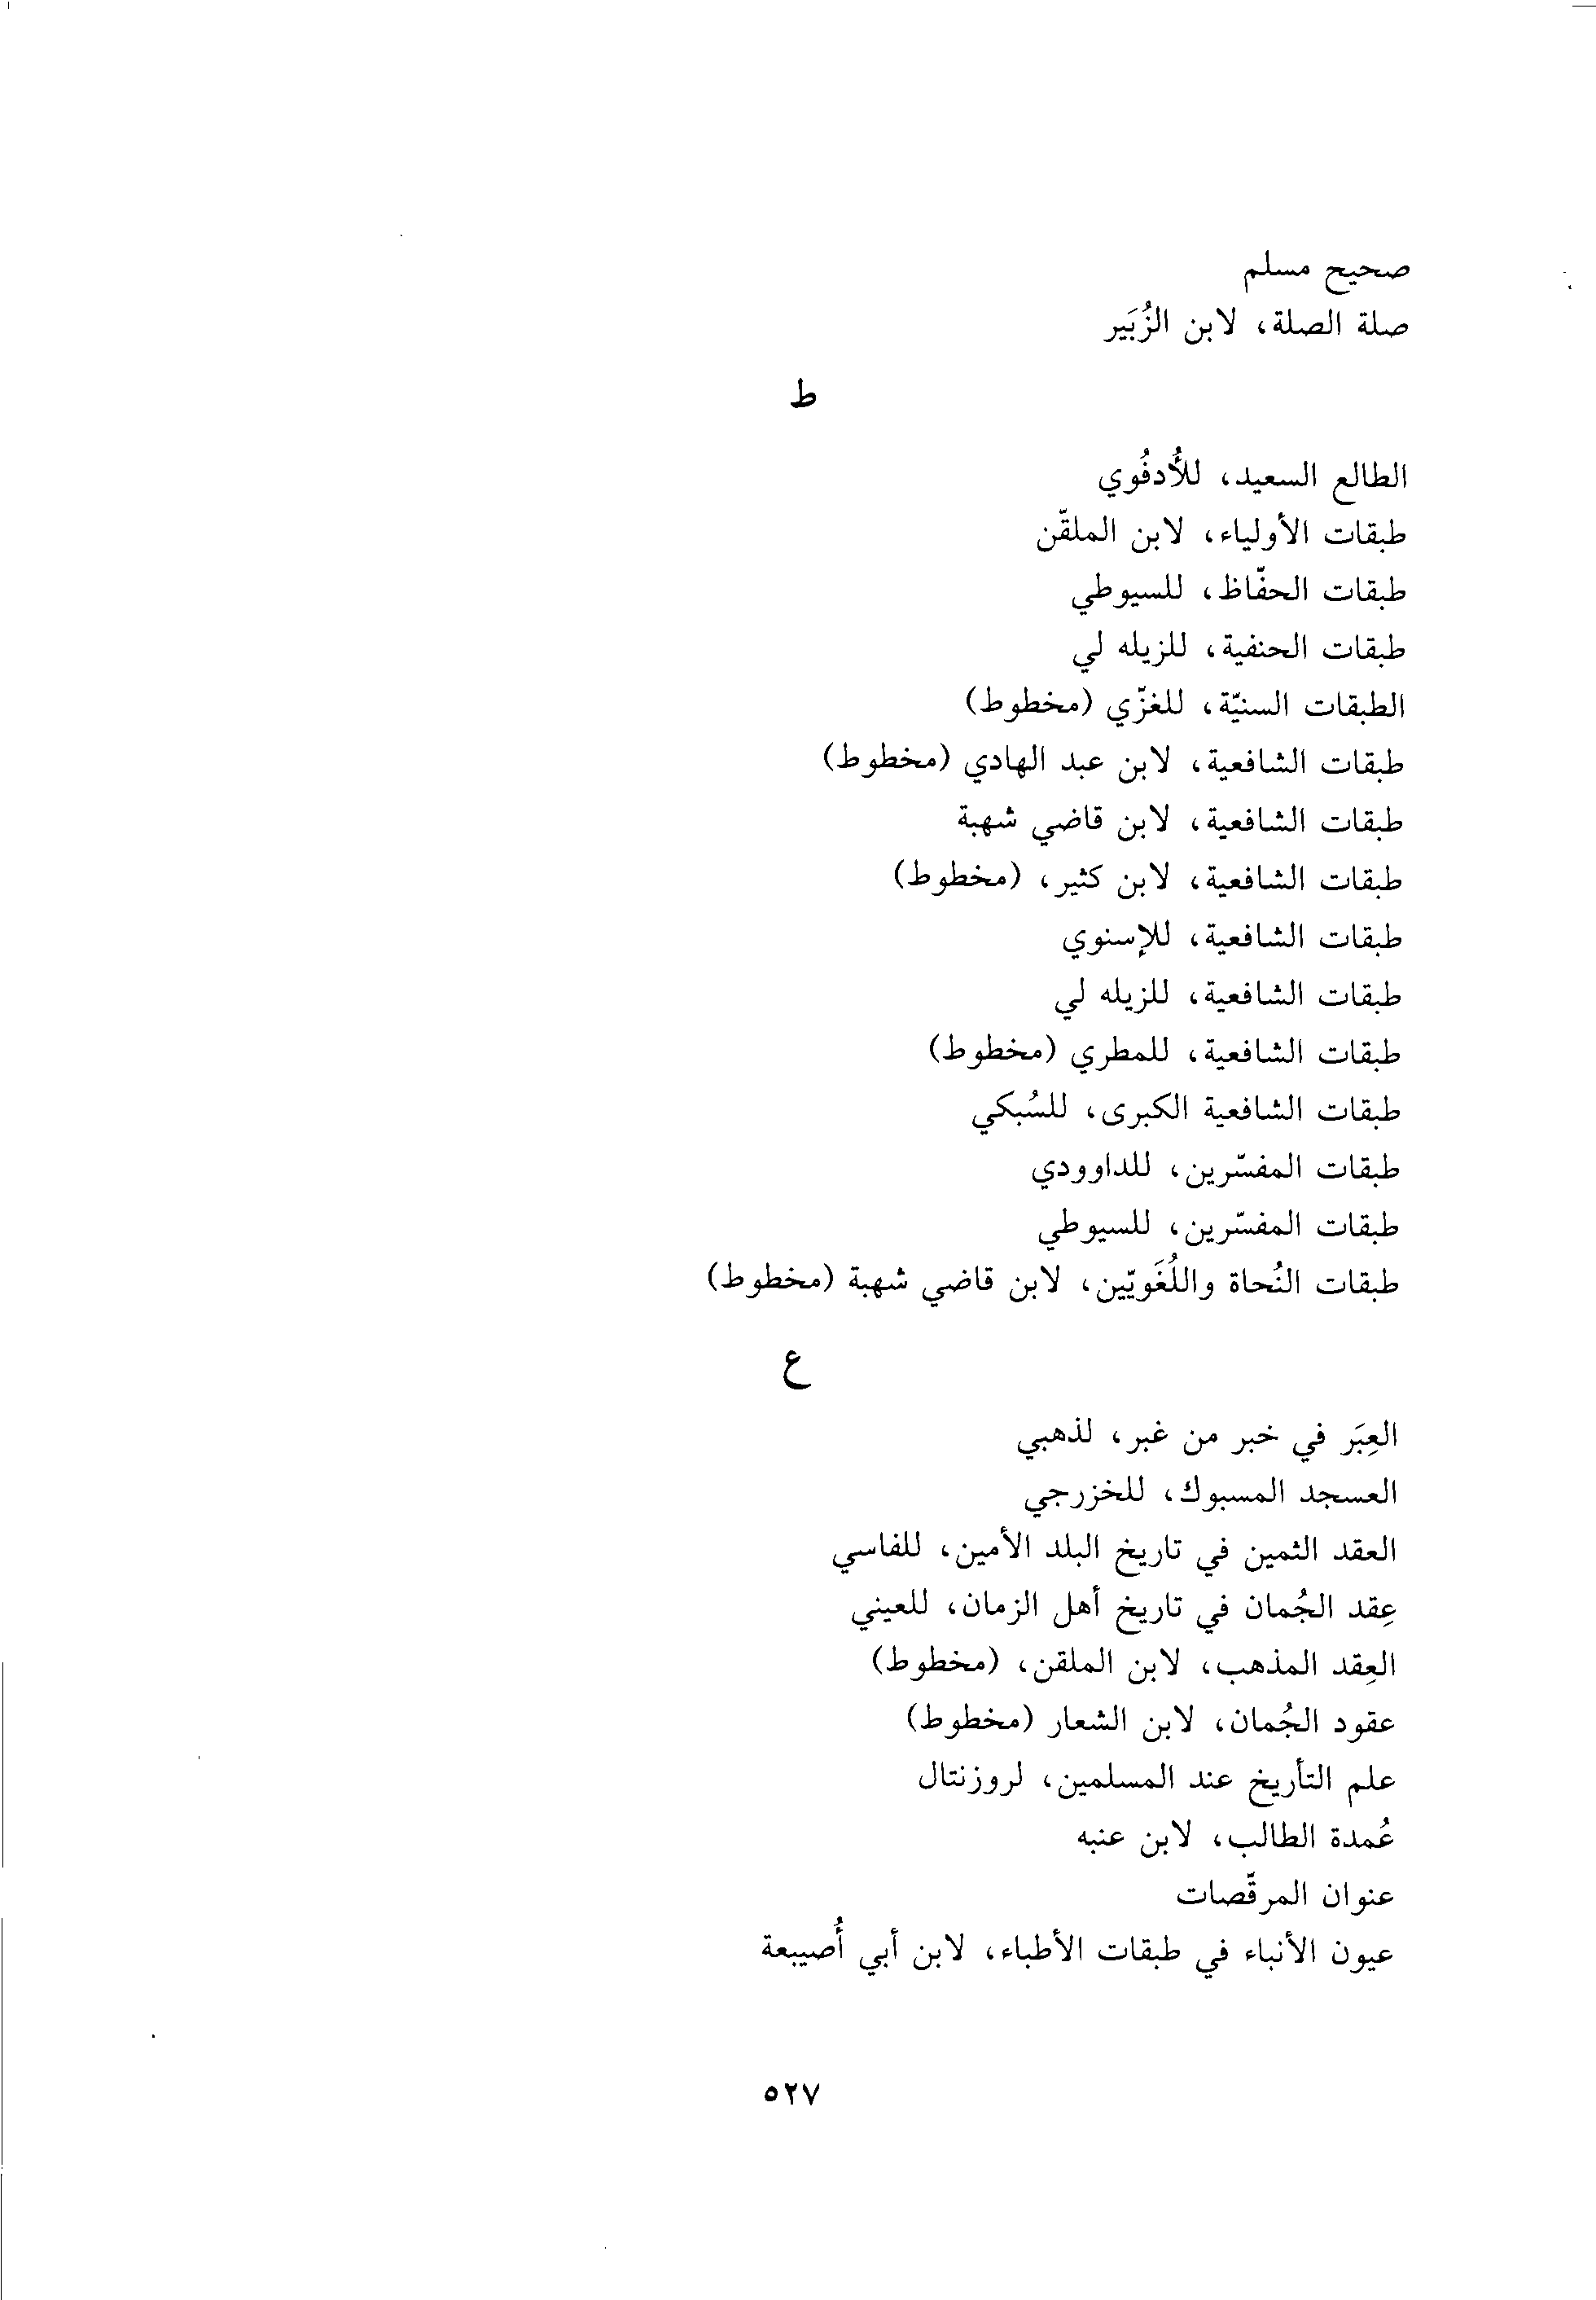 صحيح مسلم
صلة الصلة، لابن الزُبَير
ط
الطالع السعيد، للأُدفُوي
طبقات الأولياء، لابن الملقّن
طبقات الحفّاظ، للسيوطي
طبقات الحنفية، للزيله لي
الطبقات السنيّة، للغزّي (مخطوط)
طبقات الشافعية، لابن عبد الهادي (مخطوط)
طبقات الشافعية، لابن قاضي شهبة
طبقات الشافعية، لابن كثير، (مخطوط)
طبقات الشافعية، للإسنوي
طبقات الشافعية، للزيله لي
طبقات الشافعية، للمطري (مخطوط)
طبقات الشافعية الكبرى، للسُبكي
طبقات المفسّرين، للداوودي
طبقات المفسّرين، للسيوطي
طبقات النُحاة واللُغَويّين، لابن قاضي شهبة (مخطوط)
ع
العِبَر في خبر من غبر، لذهبي
العسجد المسبوك، للخزرجي
العقد الثمين في تاريخ البلد الأمين، للفاسي
عِقد الجُمان في تاريخ أهل الزمان، للعيني
العِقد المذهب، لابن الملقن، (مخطوط)
عقود الجُمان، لابن الشعار (مخطوط)
علم التأريخ عند المسلمين، لروزنتال
عُمدة الطالب، لابن عنبه
عنوان المرقّصات
عيون الأنباء في طبقات الأطباء، لابن أبي أُصيبعة
٥٢٧